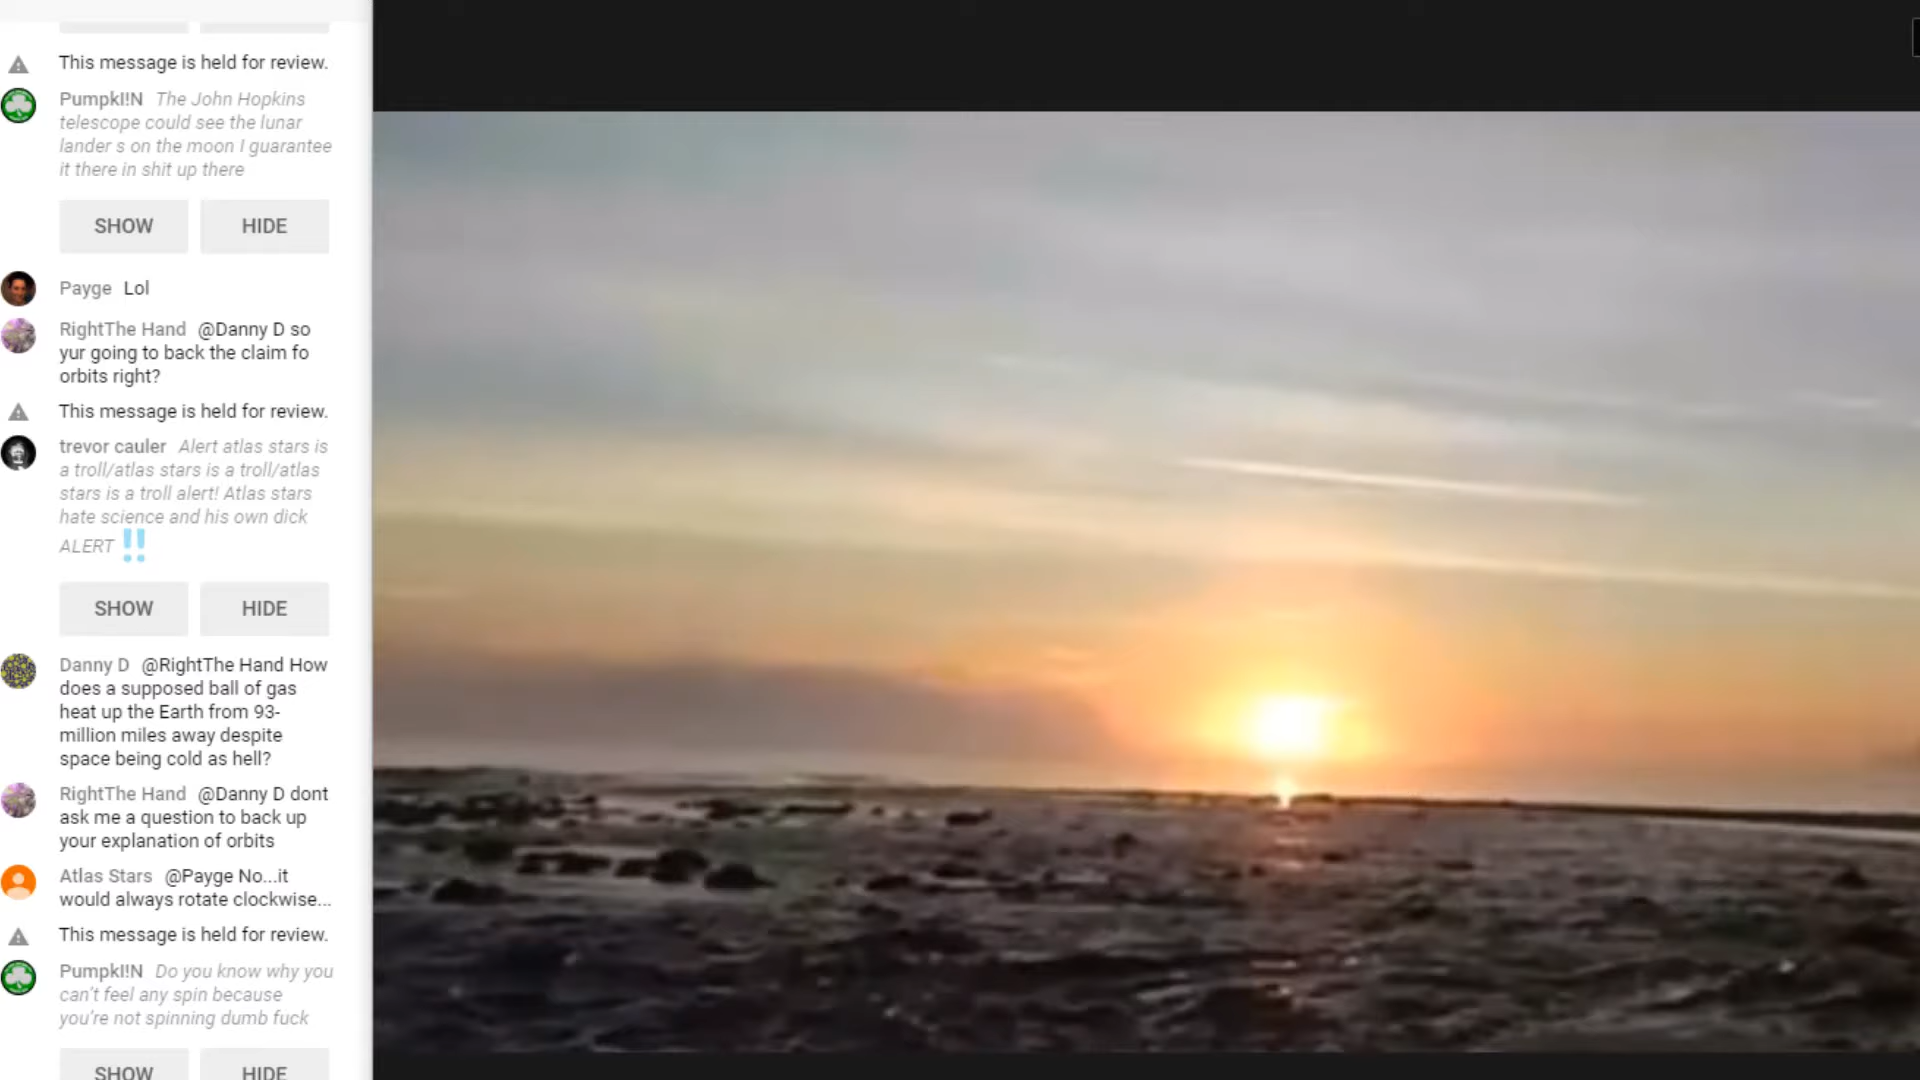 This message is held for review.
PumpkI!N The John Hopkins
telescope could see the lunar
lander s on the moon I guarantee
it there in shit up there
SHOW HIDE
Payge Lol
RightThe Hand @Danny D so
yur going to back the claim fo
orbits right?
This message is held for review.
trevor cauler Alert atlas stars is
a troll/atlas stars is a troll/atlas
stars is a troll alert! Atlas stars
hate science and his own dick
ALERT ‼
SHOW HIDE
Danny D @RightThe Hand How
does a supposed ball of gas
heat up the Earth from 93-
million miles away despite
space being cold as hell?
RightThe Hand @Danny D dont
ask me a question to back up
your explanation of orbits
Atlas Stars @Payge No...it
would always rotate clockwise...
This message is held for review.
PumpkI!N Do you know why you
can't feel any spin because
you're not spinning dumb fuck
SHOW HIDE